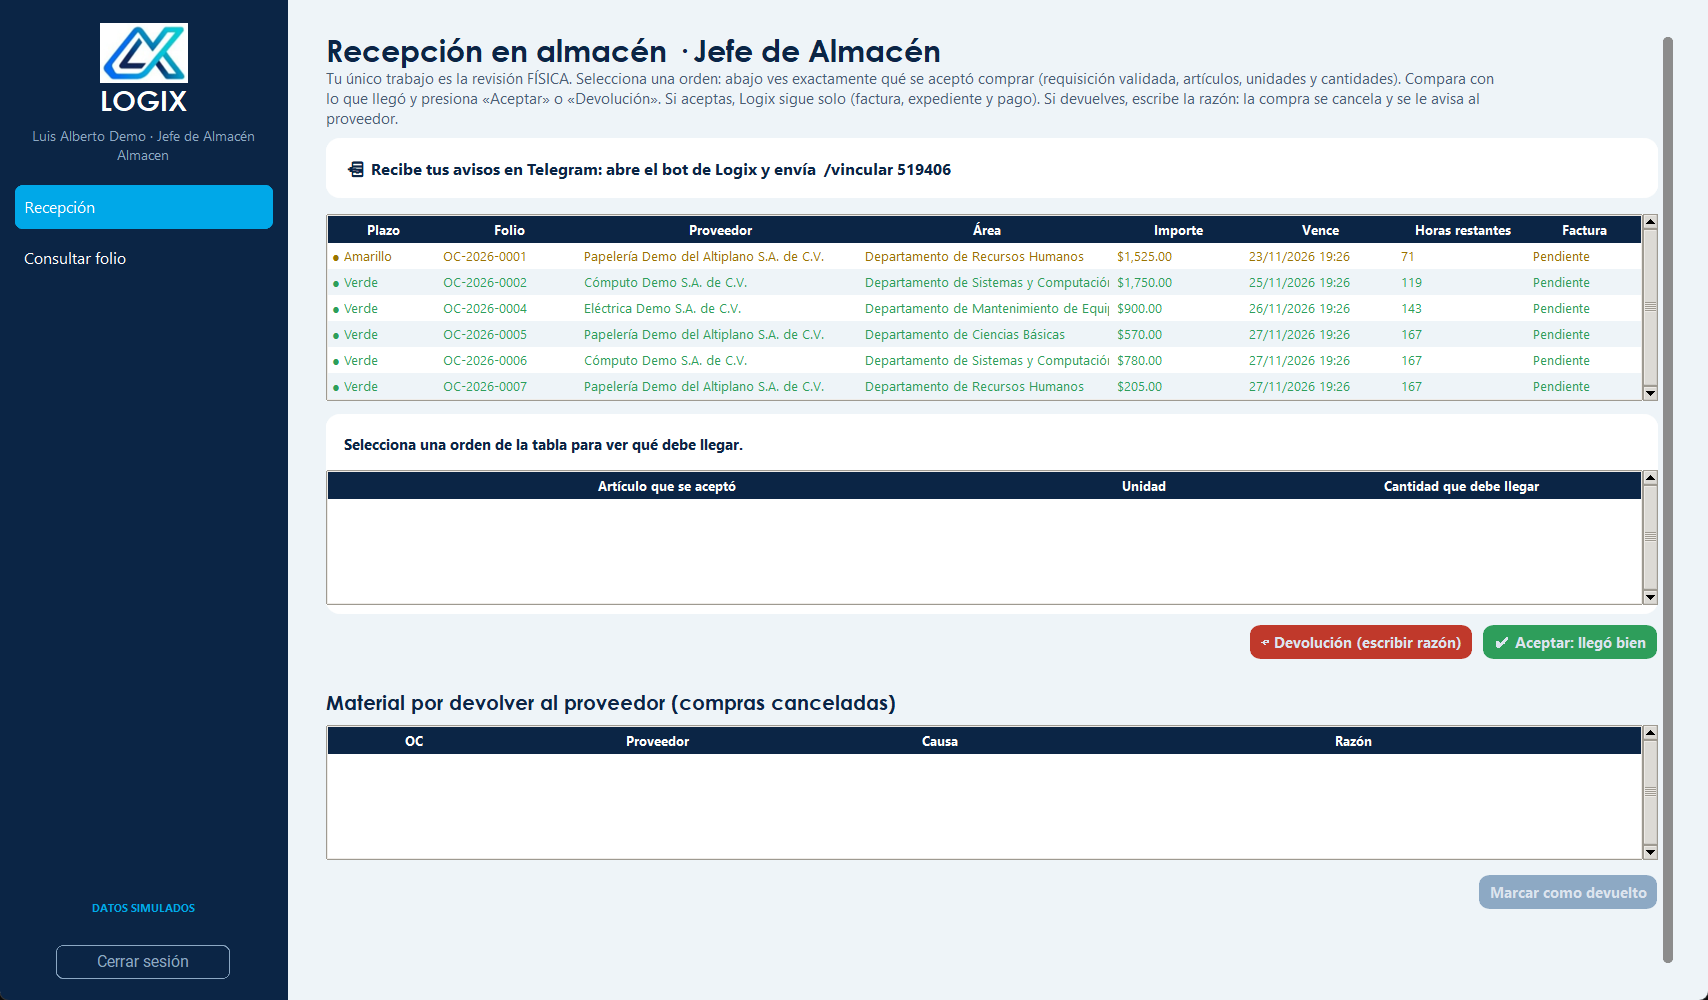 LOGIX
Luis Alberto Demo · Jefe de Almacén
Almacen
Recepción
Consultar folio
DATOS SIMULADOS
Cerrar sesión
Recepción en almacén · Jefe de Almacén
Tu único trabajo es la revisión FÍSICA. Selecciona una orden: abajo ves exactamente qué se aceptó comprar (requisición validada, artículos, unidades y cantidades). Compara con
lo que llegó y presiona «Aceptar» o «Devolución». Si aceptas, Logix sigue solo (factura, expediente y pago). Si devuelves, escribe la razón: la compra se cancela y se le avisa al
proveedor.
Recibe tus avisos en Telegram: abre el bot de Logix y envía /vincular 519406
Plazo Folio Proveedor Área Importe Vence Horas restantes Factura
● Amarillo OC-2026-0001 Papelería Demo del Altiplano S.A. de C.V. Departamento de Recursos Humanos $1,525.00 23/11/2026 19:26 71 Pendiente
● Verde OC-2026-0002 Cómputo Demo S.A. de C.V. Departamento de Sistemas y Computación $1,750.00 25/11/2026 19:26 119 Pendiente
● Verde OC-2026-0004 Eléctrica Demo S.A. de C.V. Departamento de Mantenimiento de Equi $900.00 26/11/2026 19:26 143 Pendiente
● Verde OC-2026-0005 Papelería Demo del Altiplano S.A. de C.V. Departamento de Ciencias Básicas $570.00 27/11/2026 19:26 167 Pendiente
● Verde OC-2026-0006 Cómputo Demo S.A. de C.V. Departamento de Sistemas y Computación $780.00 27/11/2026 19:26 167 Pendiente
● Verde OC-2026-0007 Papelería Demo del Altiplano S.A. de C.V. Departamento de Recursos Humanos $205.00 27/11/2026 19:26 167 Pendiente
Selecciona una orden de la tabla para ver qué debe llegar.
Artículo que se aceptó Unidad Cantidad que debe llegar
Devolución (escribir razón) ✔ Aceptar: llegó bien
Material por devolver al proveedor (compras canceladas)
OC Proveedor Causa Razón
Marcar como devuelto